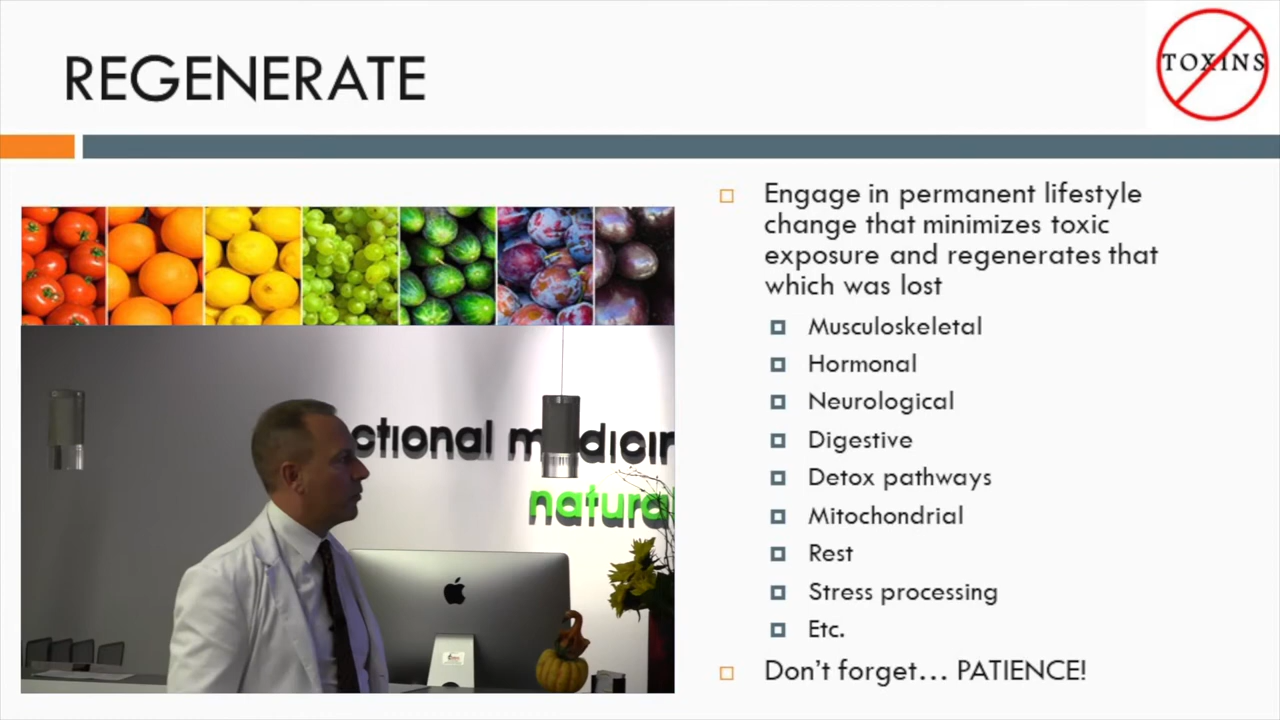 REGENERATE
TOXINS
Engage in permanent lifestyle
change that minimizes toxic
exposure and regenerates that
which was lost
Musculoskeletal
Hormonal
Neurological
Digestive
Detox pathways
Mitochondrial
Rest
Stress processing
Etc.
Don't forget... PATIENCE!
natural